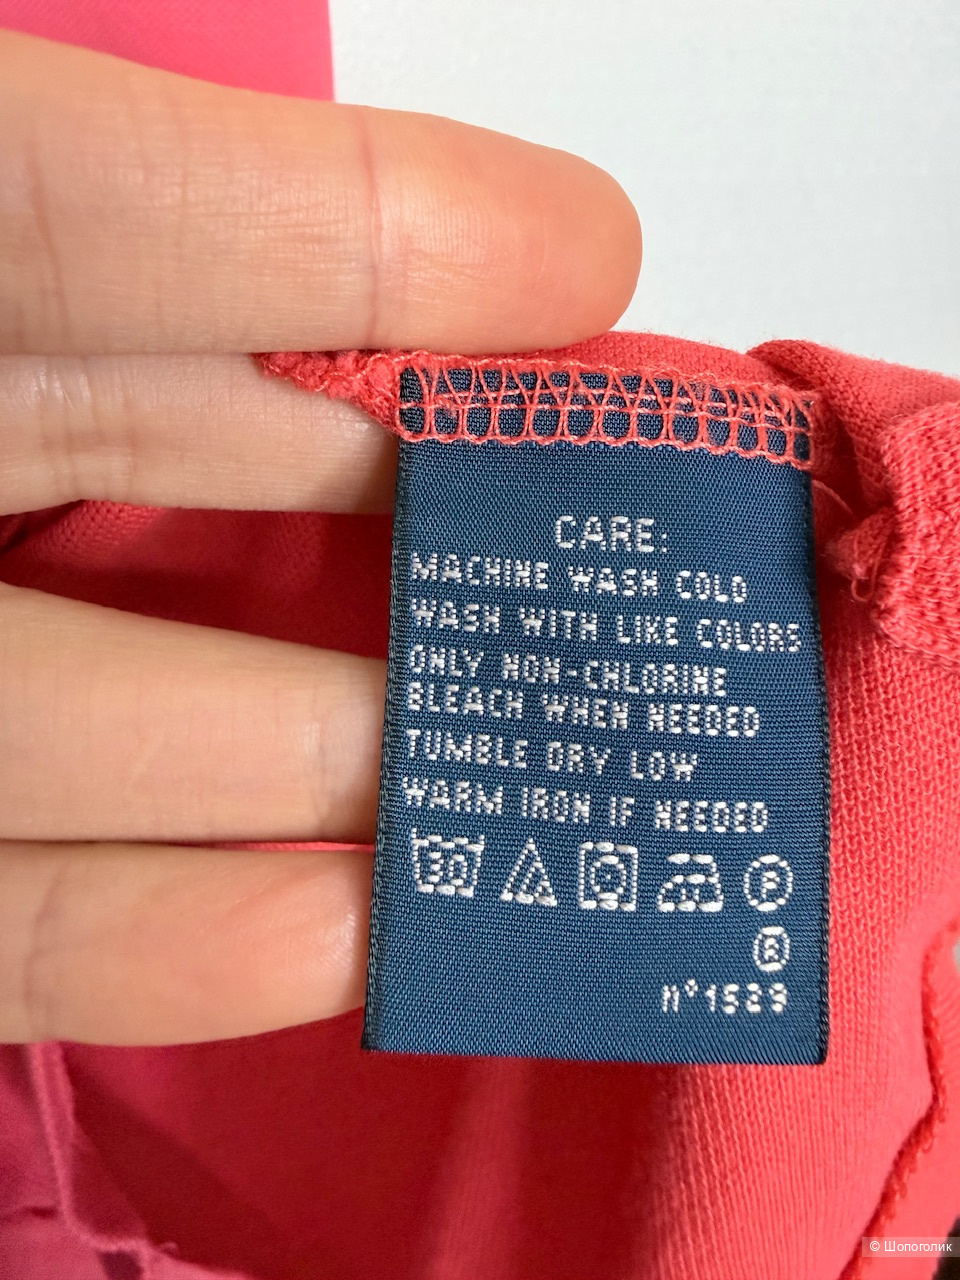 CARE:
MACHINE WASH COLD
WASH WITH LIKE COLORS
ONLY NON-CHLORINE
BLEACH WHEN NEEDED
TUMBLE DRY LOW
WARM IRON IF NEEDED
30 P
®
n°1529
© Шопоголик